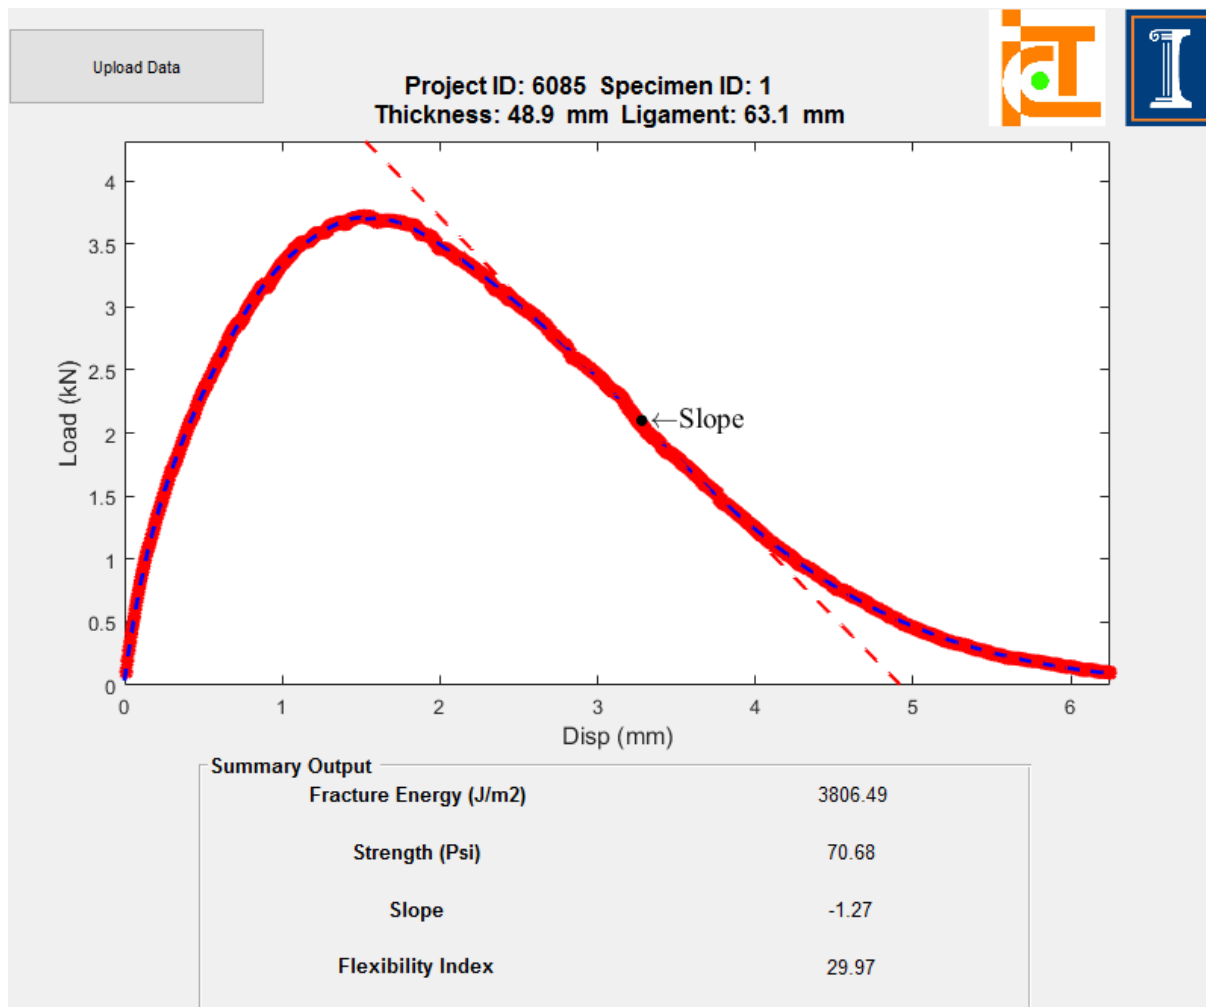 Upload Data
Project ID: 6085 Specimen ID: 1
Thickness: 48.9 mm Ligament: 63.1 mm
4
3.5
3
2.5
2
1.5
1
0.5
0
Load (kN)
←Slope
0 1 2 3 4 5 6
Disp (mm)
Summary Output
Fracture Energy (J/m2) 3806.49
Strength (Psi) 70.68
Slope -1.27
Flexibility Index 29.97